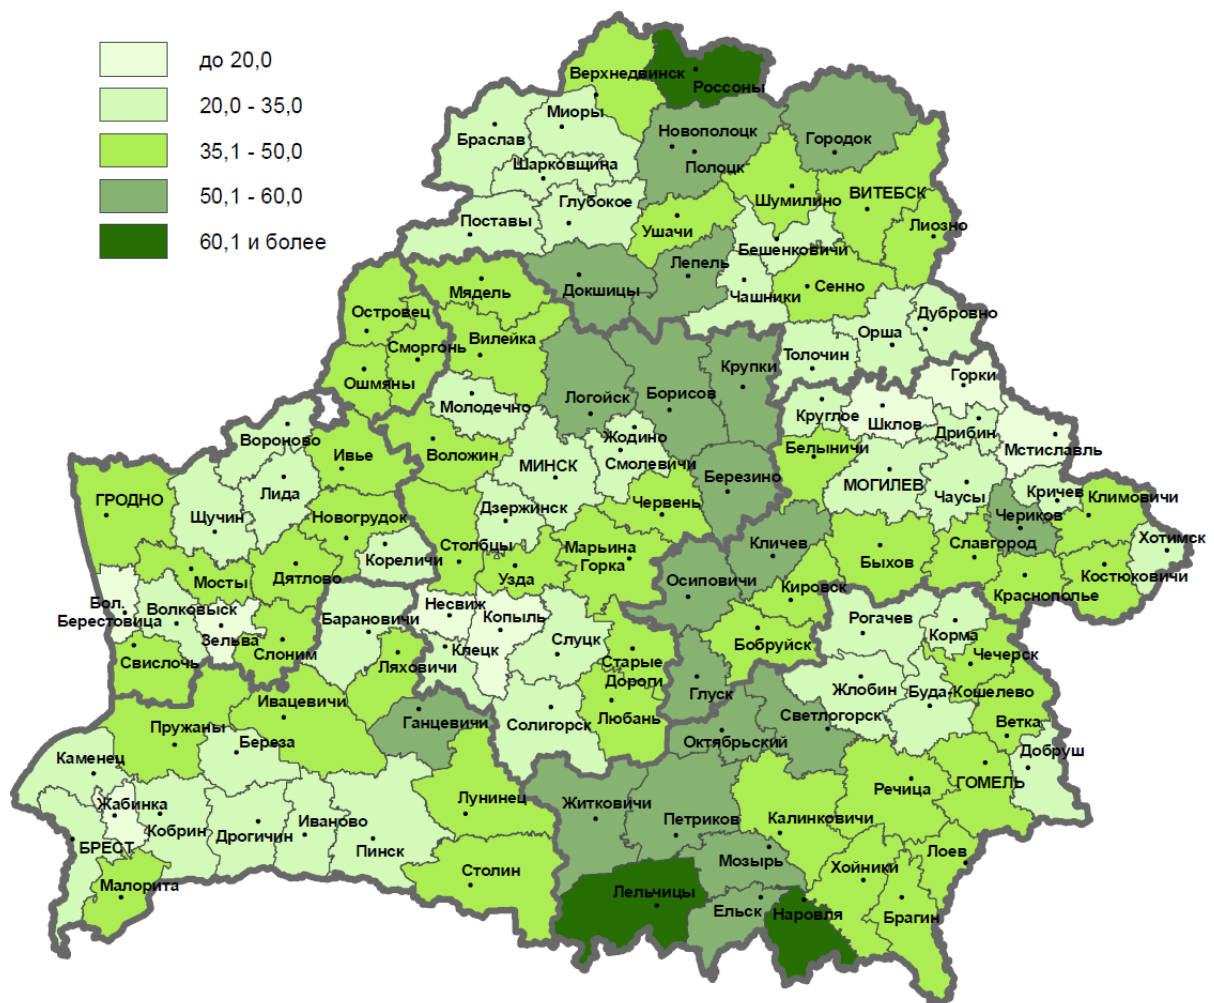 до 20,0
20,0 - 35,0
35,1 - 50,0
50,1 - 60,0
60,1 и более
Верхнедвинск
Россоны
Миоры
Браслав
Новополоцк
Городок
Шарковщина
Полоцк
Глубокое
Шумилино
ВИТЕБСК
Поставы
Ушачи
Лиозно
Бешенковичи
Лепель
Докшицы
Чашники
Сенно
Мядель
Островец
Дубровно
Орша
Вилейка
Сморгонь
Толочин
Крупки
Горки
Ошмяны
Логойск
Борисов
Молодечно
Круглое
Шклов
Дрибин
Вороново
Жодино
Мстиславль
Ивье
Воложин
Белыничи
МИНСК
Смолевичи
Березино
МОГИЛЕВ
Лида
ГРОДНО
Чаусы
Кричев
Климовичи
Щучин
Новогрудок
Дзержинск
Червень
Чериков
Хотимск
Кореличи
Столбцы
Марьина
Горка
Кличев
Быхов
Славгород
Мосты
Дятлово
Узда
Осиповичи
Костюковичи
Кировск
Краснополье
Бол.
Берестовица
Волковыск
Барановичи
Несвиж
Копыль
Рогачев
Корма
Зельва
Слуцк
Бобруйск
Слоним
Клецк
Свислочь
Ляховичи
Старые
Дороги
Чечерск
Глуск
Жлобин
Буда-Кошелево
Ивацевичи
Ганцевичи
Солигорск
Любань
Светлогорск
Ветка
Пружаны
Октябрьский
Береза
Добруш
Каменец
ГОМЕЛЬ
Речица
Жабинка
Лунинец
Житковичи
Кобрин
Дрогичин
Иваново
Петриков
Калинковичи
БРЕСТ
Пинск
Лоев
Мозырь
Хойники
Малорита
Столин
Лельчицы
Ельск
Наровля
Брагин